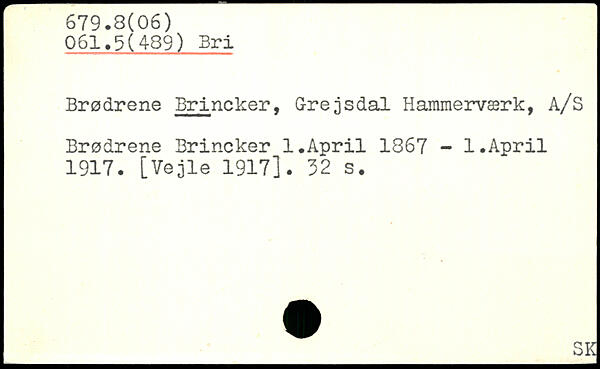 679.8(06)
061.5(489) Bri
Brødrene Brincker, Grejsdal Hammerværk, A/S
Brødrene Brincker 1.April 1867 - 1.April
1917. [Vejle 1917]. 32 s.
SK